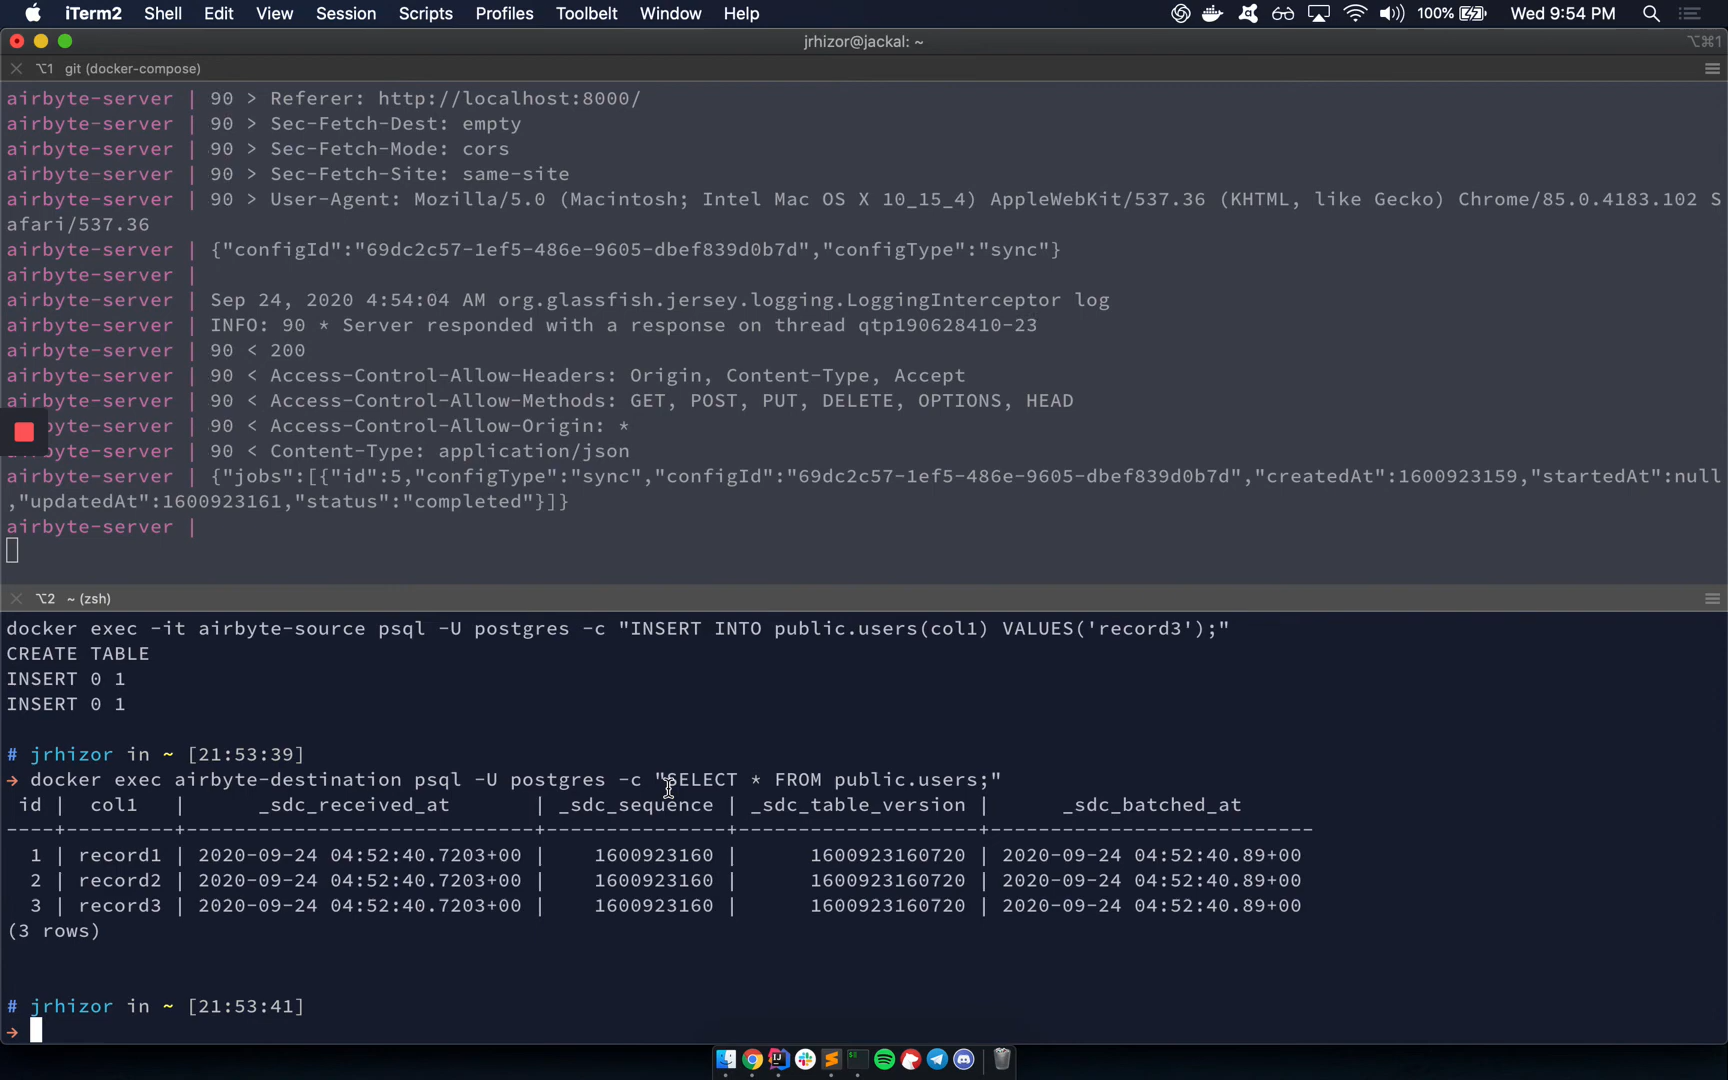 iTerm2 Shell Edit View Session Scripts Profiles Toolbelt Window Help 100% Wed 9:54 PM
jrhizor@jackal: ~ ⌥⌘1
⌥1 git (docker-compose)
airbyte-server | 90 > Referer: http://localhost:8000/
airbyte-server | 90 > Sec-Fetch-Dest: empty
airbyte-server | 90 > Sec-Fetch-Mode: cors
airbyte-server | 90 > Sec-Fetch-Site: same-site
airbyte-server | 90 > User-Agent: Mozilla/5.0 (Macintosh; Intel Mac OS X 10_15_4) AppleWebKit/537.36 (KHTML, like Gecko) Chrome/85.0.4183.102 S
afari/537.36
airbyte-server | {"configId":"69dc2c57-1ef5-486e-9605-dbef839d0b7d","configType":"sync"}
airbyte-server |
airbyte-server | Sep 24, 2020 4:54:04 AM org.glassfish.jersey.logging.LoggingInterceptor log
airbyte-server | INFO: 90 * Server responded with a response on thread qtp190628410-23
airbyte-server | 90 < 200
airbyte-server | 90 < Access-Control-Allow-Headers: Origin, Content-Type, Accept
airbyte-server | 90 < Access-Control-Allow-Methods: GET, POST, PUT, DELETE, OPTIONS, HEAD
yte-server | 90 < Access-Control-Allow-Origin: *
airbyte-server | 90 < Content-Type: application/json
airbyte-server | {"jobs":[{"id":5,"configType":"sync","configId":"69dc2c57-1ef5-486e-9605-dbef839d0b7d","createdAt":1600923159,"startedAt":null
,"updatedAt":1600923161,"status":"completed"}]}
airbyte-server |
⌥2 ~ (zsh)
docker exec -it airbyte-source psql -U postgres -c "INSERT INTO public.users(col1) VALUES('record3');"
CREATE TABLE
INSERT 0 1
INSERT 0 1
# jrhizor in ~ [21:53:39]
→ docker exec airbyte-destination psql -U postgres -c "SELECT * FROM public.users;"
id | col1 | _sdc_received_at | _sdc_sequence | _sdc_table_version | _sdc_batched_at
----+---------+----------------------------+---------------+--------------------+---------------------------
1 | record1 | 2020-09-24 04:52:40.7203+00 | 1600923160 | 1600923160720 | 2020-09-24 04:52:40.89+00
2 | record2 | 2020-09-24 04:52:40.7203+00 | 1600923160 | 1600923160720 | 2020-09-24 04:52:40.89+00
3 | record3 | 2020-09-24 04:52:40.7203+00 | 1600923160 | 1600923160720 | 2020-09-24 04:52:40.89+00
(3 rows)
# jrhizor in ~ [21:53:41]
→